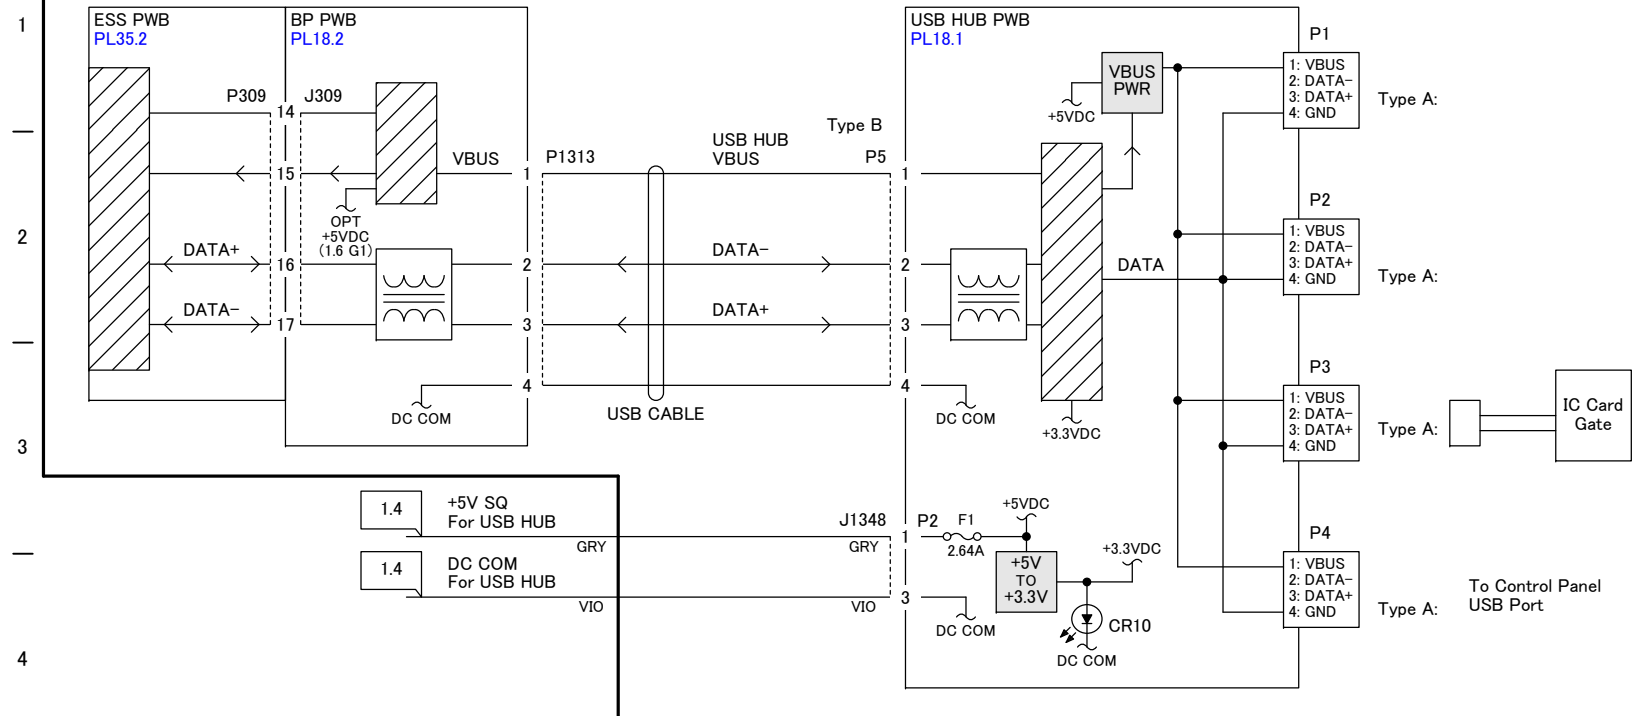 1
2
3
4
ESS PWB
PL35.2
BP PWB
PL18.2
P309
J309
14
15
16
17
DATA+
DATA-
OPT
+5VDC
(1.6 G1)
VBUS
1
2
3
4
DC COM
P1313
USB HUB
VBUS
DATA-
DATA+
USB CABLE
Type B
P5
1
2
3
4
USB HUB PWB
PL18.1
VBUS
PWR
+5VDC
DATA
DC COM
+3.3VDC
P1
1: VBUS
2: DATA-
3: DATA+
4: GND
Type A:
P2
1: VBUS
2: DATA-
3: DATA+
4: GND
Type A:
P3
1: VBUS
2: DATA-
3: DATA+
4: GND
Type A:
IC Card
Gate
P4
1: VBUS
2: DATA-
3: DATA+
4: GND
Type A:
To Control Panel
USB Port
1.4
+5V SQ
For USB HUB
GRY
GRY
J1348
1
P2
F1
2.64A
+5VDC
+5V
TO
+3.3V
+3.3VDC
1.4
DC COM
For USB HUB
VIO
VIO
3
DC COM
CR10
DC COM